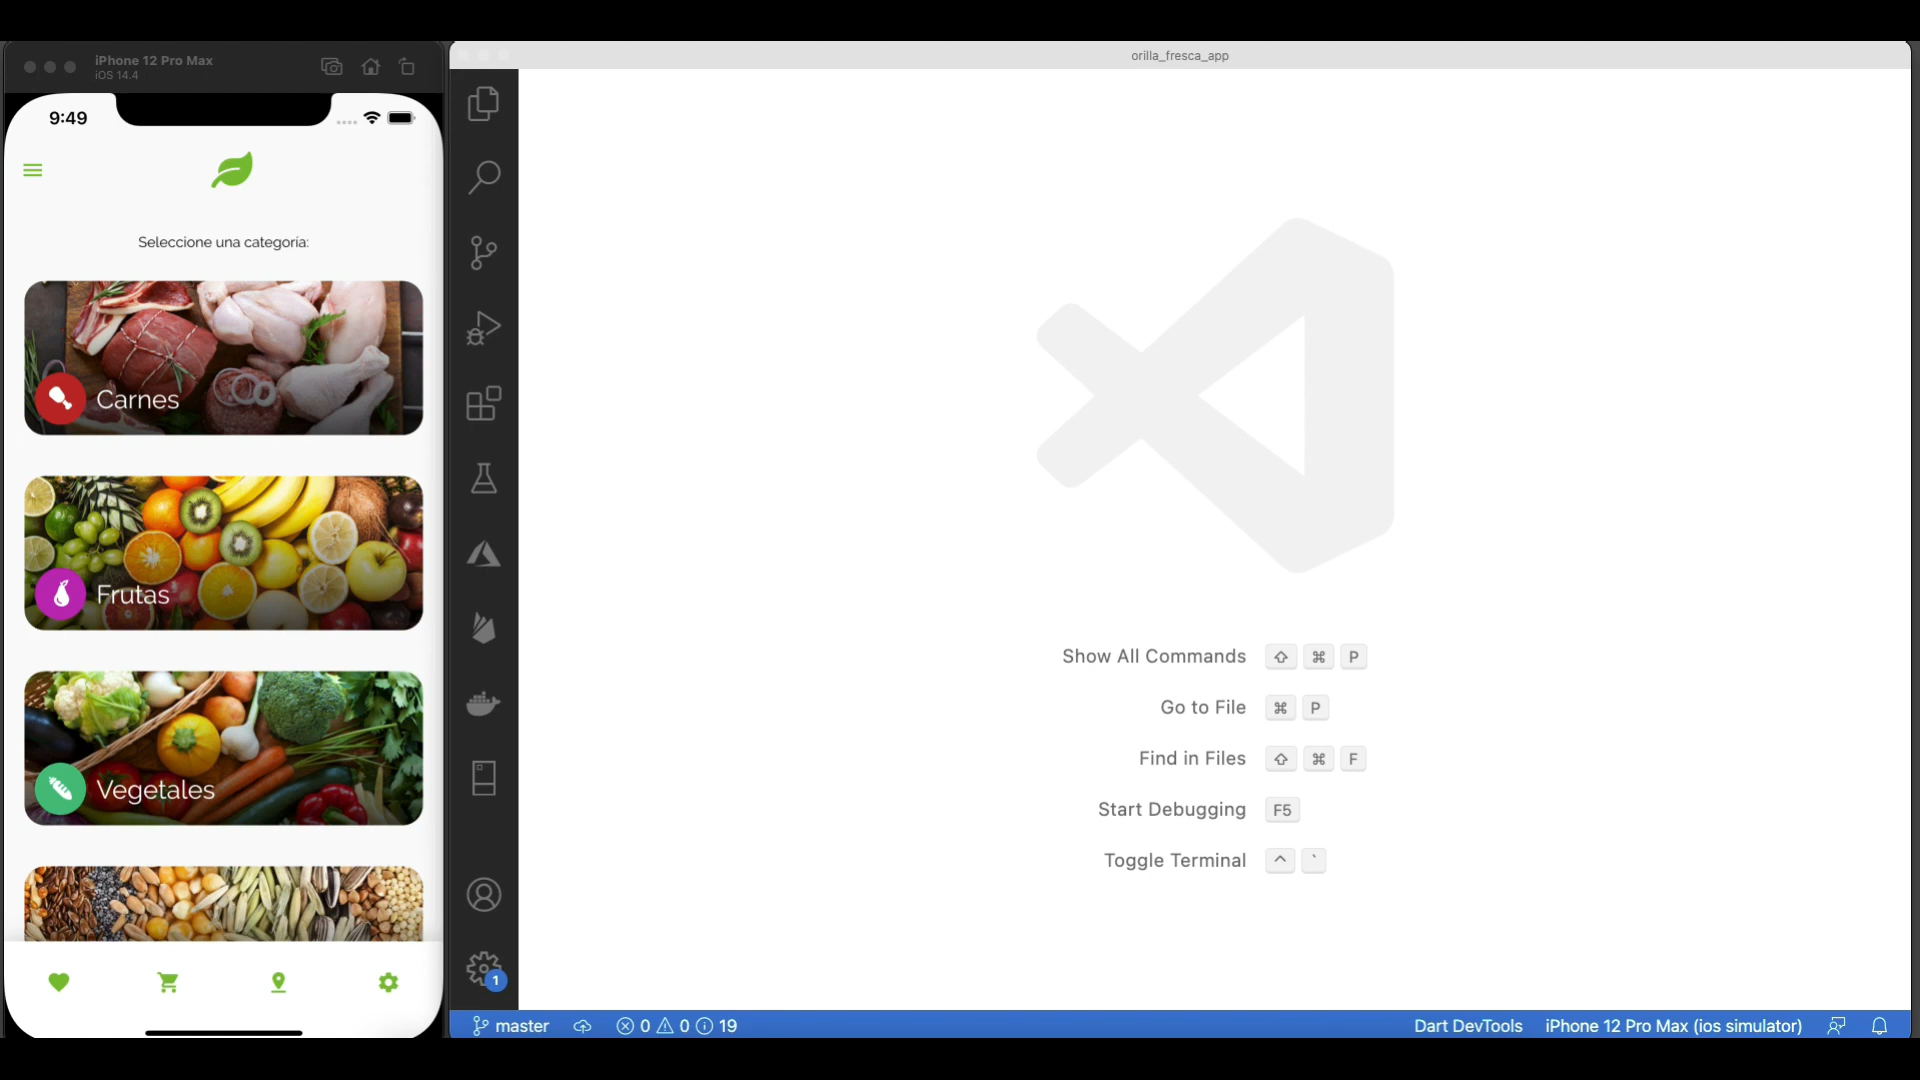 iPhone 12 Pro Max
iOS 14.4
9:49
Seleccione una categoría:
Carnes
Frutas
Vegetales
orilla_fresca_app
Show All Commands ⇧ ⌘ P
Go to File ⌘ P
Find in Files ⇧ ⌘ F
Start Debugging F5
Toggle Terminal ^ `
1
master 0 0 19
Dart DevTools iPhone 12 Pro Max (ios simulator)